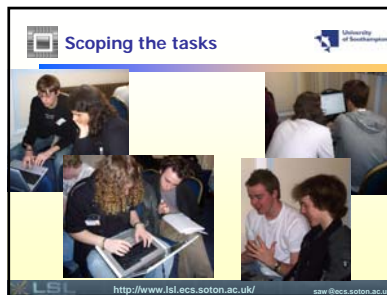 Scoping the tasks
University
of Southampton
LSL
http://www.lsl.ecs.soton.ac.uk/
saw@ecs.soton.ac.uk